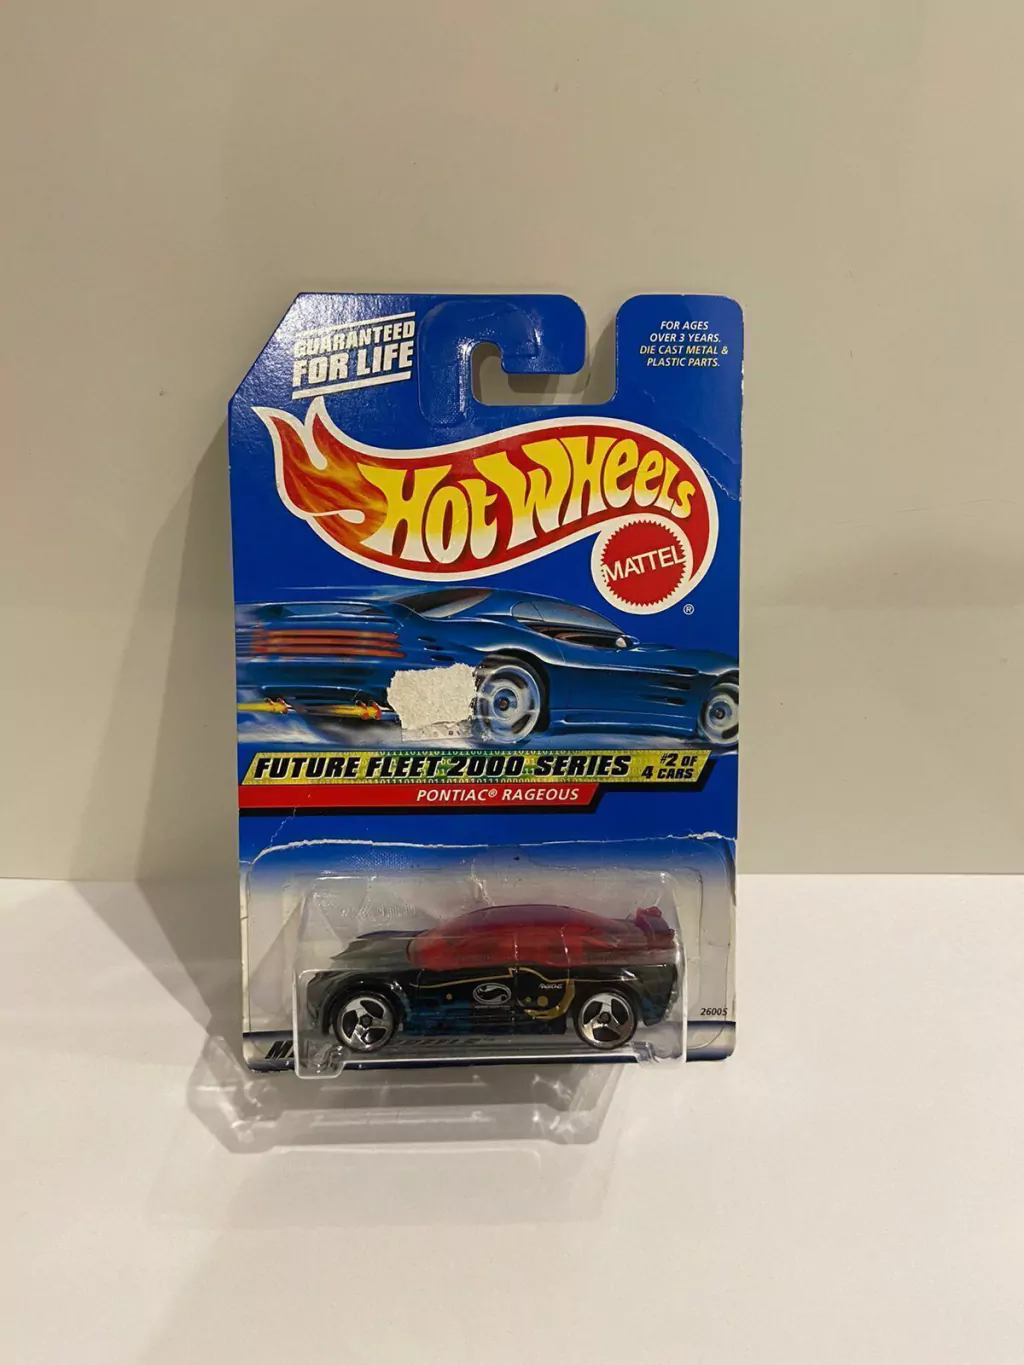 GUARANTEED
FOR LIFE
FOR AGES
OVER 3 YEARS.
DIE CAST METAL &
PLASTIC PARTS.
HOT WHEELS
MATTEL
®
FUTURE FLEET 2000 SERIES
#2 OF
4 CARS
PONTIAC® RAGEOUS
26005